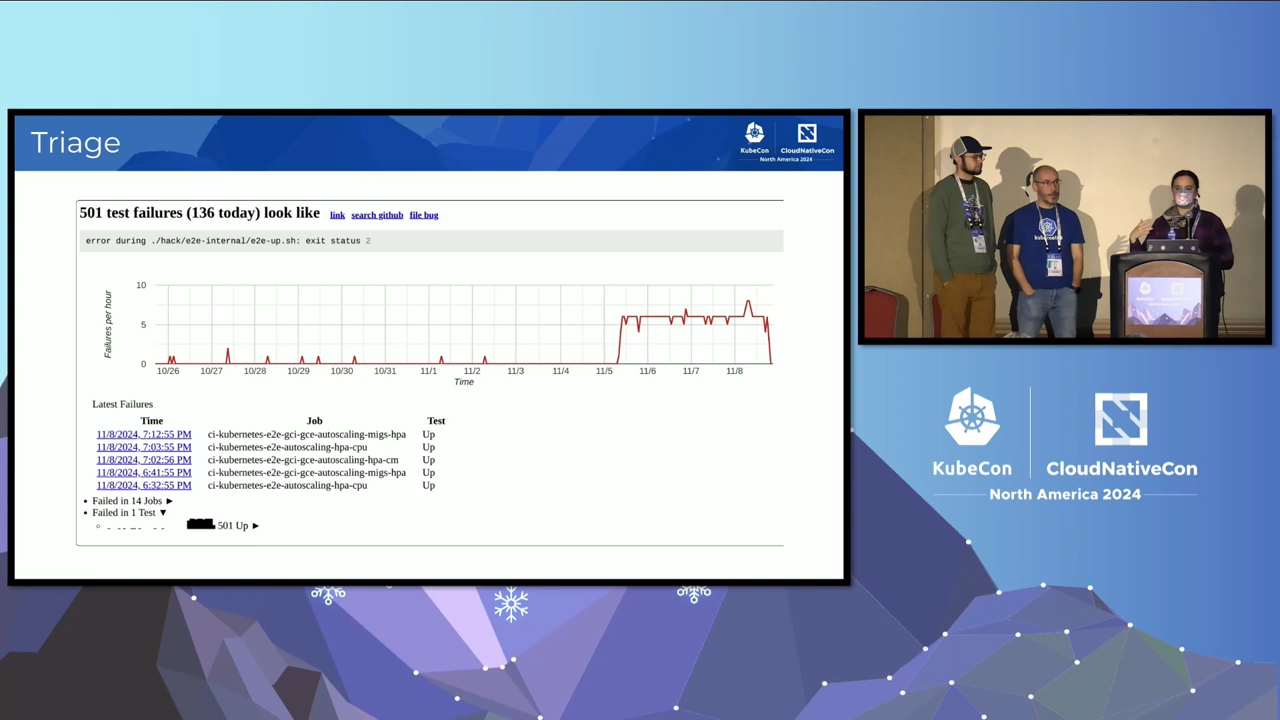 Triage
KubeCon
CloudNativeCon
North America 2024
501 test failures (136 today) look like link search github file bug
error during ./hack/e2e-internal/e2e-up.sh: exit status 2
Failures per hour
10
5
0
10/26 10/27 10/28 10/29 10/30 10/31 11/1 11/2 11/3 11/4 11/5 11/6 11/7 11/8
Time
Latest Failures
Time Job Test
11/8/2024, 7:12:55 PM ci-kubernetes-e2e-gci-gce-autoscaling-migs-hpa Up
11/8/2024, 7:03:55 PM ci-kubernetes-e2e-autoscaling-hpa-cpu Up
11/8/2024, 7:02:56 PM ci-kubernetes-e2e-gci-gce-autoscaling-hpa-cm Up
11/8/2024, 6:41:55 PM ci-kubernetes-e2e-gci-gce-autoscaling-migs-hpa Up
11/8/2024, 6:32:55 PM ci-kubernetes-e2e-autoscaling-hpa-cpu Up
Failed in 14 Jobs ►
Failed in 1 Test ▼
501 Up ►
kubernetes
KubeCon
CloudNativeCon
North America 2024